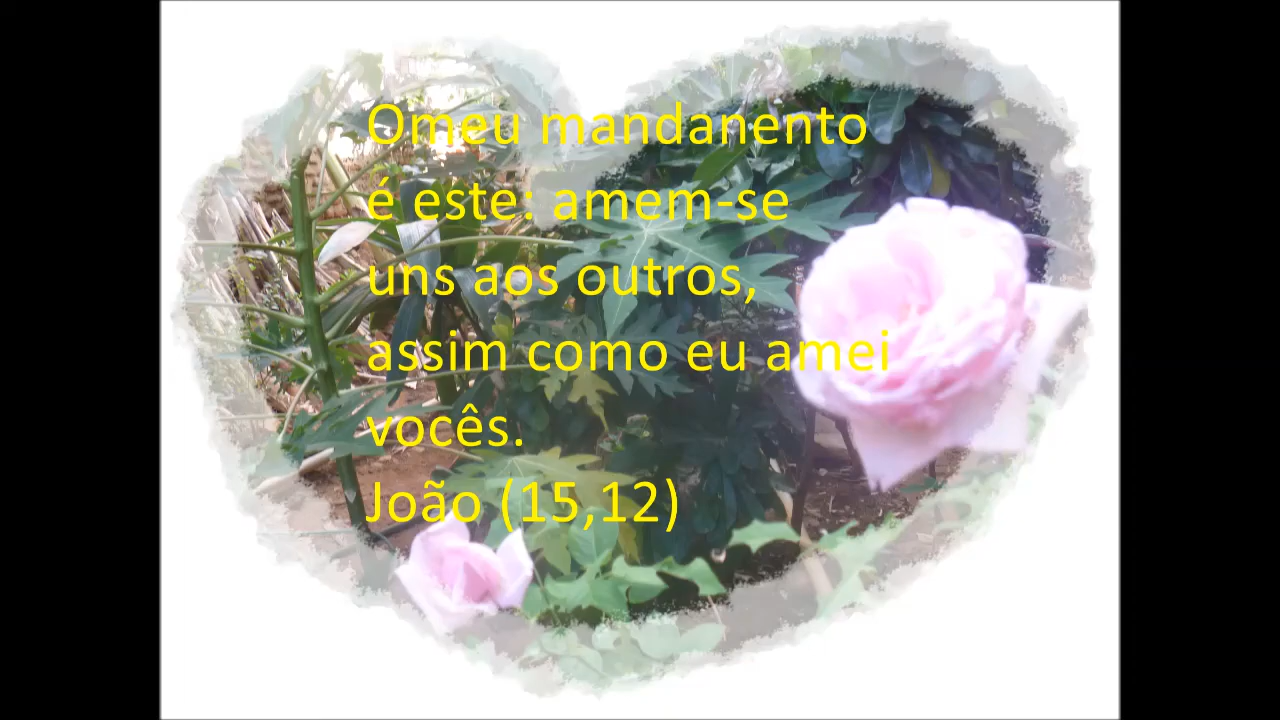 Omeu mandanento
é este: amem-se
uns aos outros,
assim como eu amei
vocês.
João (15,12)